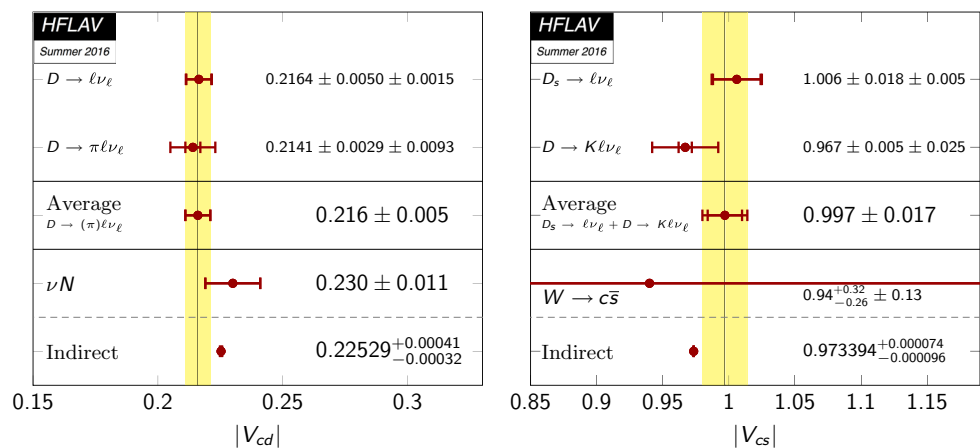 HFLAV
Summer 2016
D → ℓν_ℓ 0.2164 ± 0.0050 ± 0.0015
D → πℓν_ℓ 0.2141 ± 0.0029 ± 0.0093
Average 0.216 ± 0.005
D → (π)ℓν_ℓ
νN 0.230 ± 0.011
Indirect 0.22529^{+0.00041}_{−0.00032}
0.15 0.2 0.25 0.3
|V_{cd}|
HFLAV
Summer 2016
D_s → ℓν_ℓ 1.006 ± 0.018 ± 0.005
D → Kℓν_ℓ 0.967 ± 0.005 ± 0.025
Average 0.997 ± 0.017
D_s → ℓν_ℓ + D → Kℓν_ℓ
W → cs̅ 0.94^{+0.32}_{−0.26} ± 0.13
Indirect 0.973394^{+0.000074}_{−0.000096}
0.85 0.9 0.95 1 1.05 1.1 1.15
|V_{cs}|